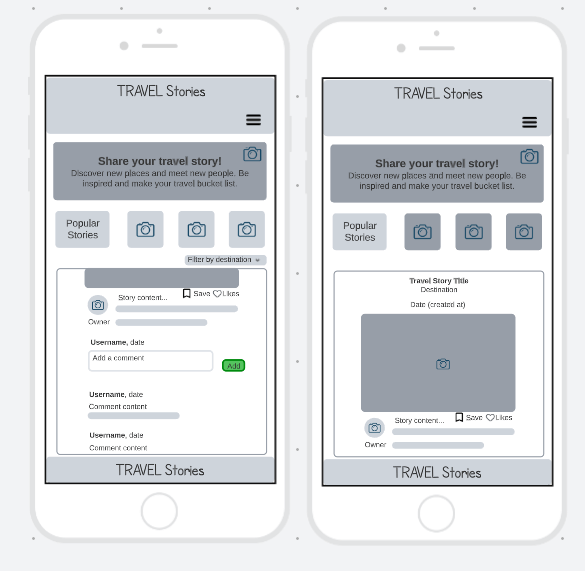 TRAVEL Stories
Share your travel story!
Discover new places and meet new people. Be
inspired and make your travel bucket list.
Popular
Stories
Filter by destination
Story content...
Save
Likes
Owner
Username, date
Add a comment
Add
Username, date
Comment content
Username, date
Comment content
TRAVEL Stories
TRAVEL Stories
Share your travel story!
Discover new places and meet new people. Be
inspired and make your travel bucket list.
Popular
Stories
Travel Story Title
Destination
Date (created at)
Story content...
Save
Likes
Owner
TRAVEL Stories